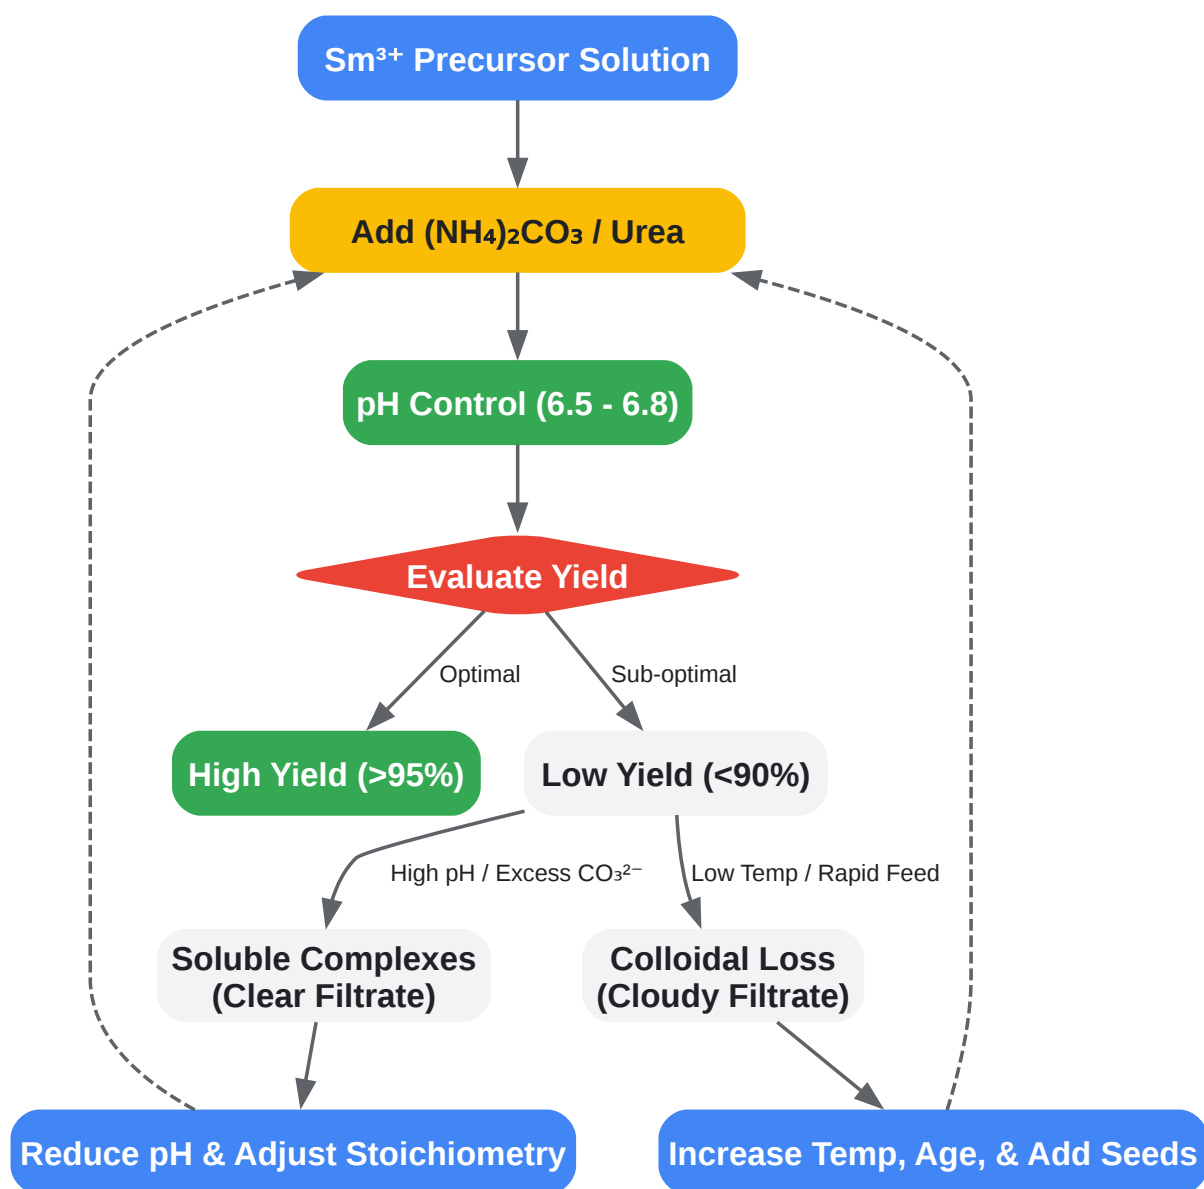 Sm³⁺ Precursor Solution
Add (NH₄)₂CO₃ / Urea
pH Control (6.5 - 6.8)
Evaluate Yield
Optimal
Sub-optimal
High Yield (>95%)
Low Yield (<90%)
High pH / Excess CO₃²⁻
Low Temp / Rapid Feed
Soluble Complexes
(Clear Filtrate)
Colloidal Loss
(Cloudy Filtrate)
Reduce pH & Adjust Stoichiometry
Increase Temp, Age, & Add Seeds